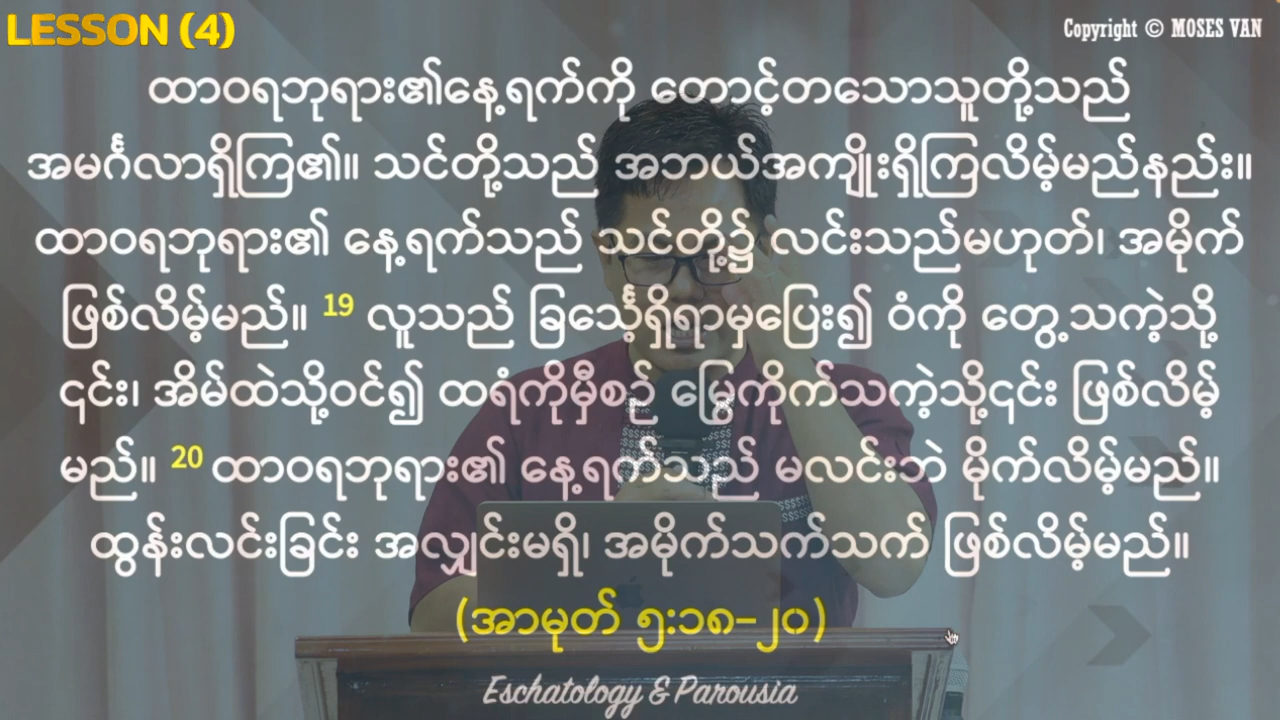 LESSON (4)
Copyright © MOSES VAN
ထာဝရဘုရား၏နေ့ရက်ကို တောင့်တသောသူတို့သည်
အမင်္ဂလာရှိကြ၏။ သင်တို့သည် အဘယ်အကျိုးရှိကြလိမ့်မည်နည်း။
ထာဝရဘုရား၏ နေ့ရက်သည် သင်တို့၌ လင်းသည်မဟုတ်၊ အမိုက်
ဖြစ်လိမ့်မည်။ 19 လူသည် ခြင်္သေ့ရှိရာမှပြေး၍ ဝံကို တွေ့သကဲ့သို့
၎င်း၊ အိမ်ထဲသို့ဝင်၍ ထရံကိုမှီစဉ် မြွေကိုက်သကဲ့သို့၎င်း ဖြစ်လိမ့်
မည်။ 20 ထာဝရဘုရား၏ နေ့ရက်သည် မလင်းဘဲ မိုက်လိမ့်မည်။
ထွန်းလင်းခြင်း အလျှင်းမရှိ၊ အမိုက်သက်သက် ဖြစ်လိမ့်မည်။
(အာမုတ် ၅:၁၈-၂၀)
Eschatology & Parousia